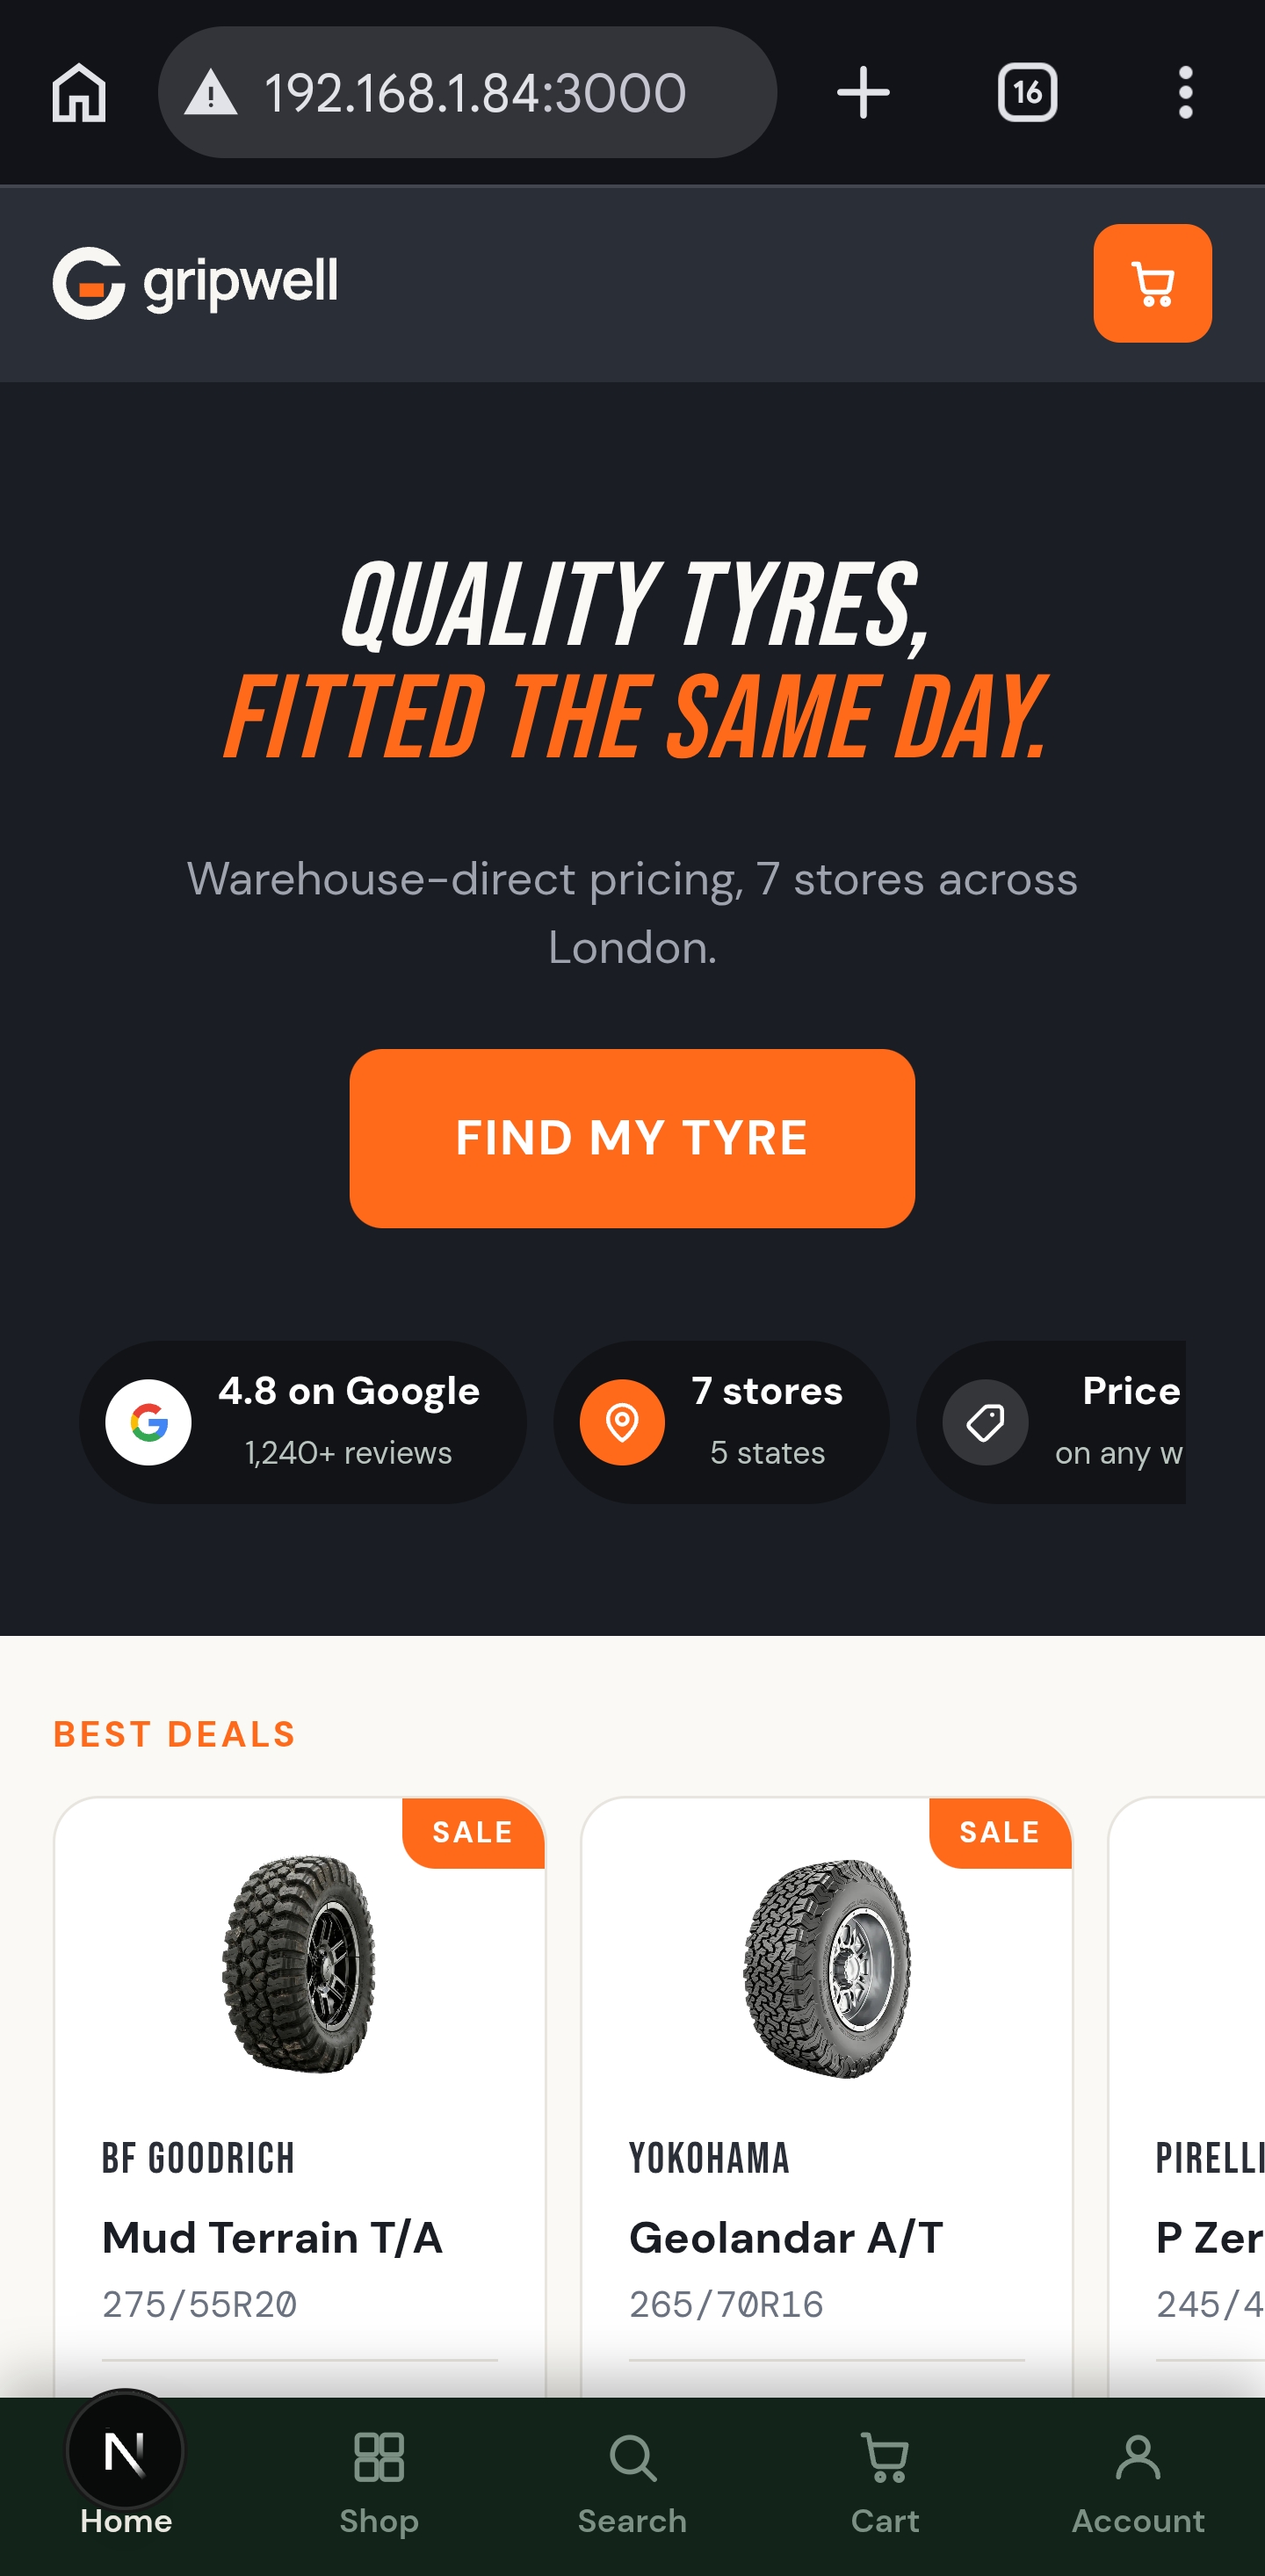 192.168.1.84:3000
16
gripwell
QUALITY TYRES,
FITTED THE SAME DAY.
Warehouse-direct pricing, 7 stores across
London.
FIND MY TYRE
4.8 on Google
1,240+ reviews
7 stores
5 states
Price
on any w
BEST DEALS
SALE
BF GOODRICH
Mud Terrain T/A
275/55R20
SALE
YOKOHAMA
Geolandar A/T
265/70R16
PIRELLI
P Zer
245/4
N
Home
Shop
Search
Cart
Account